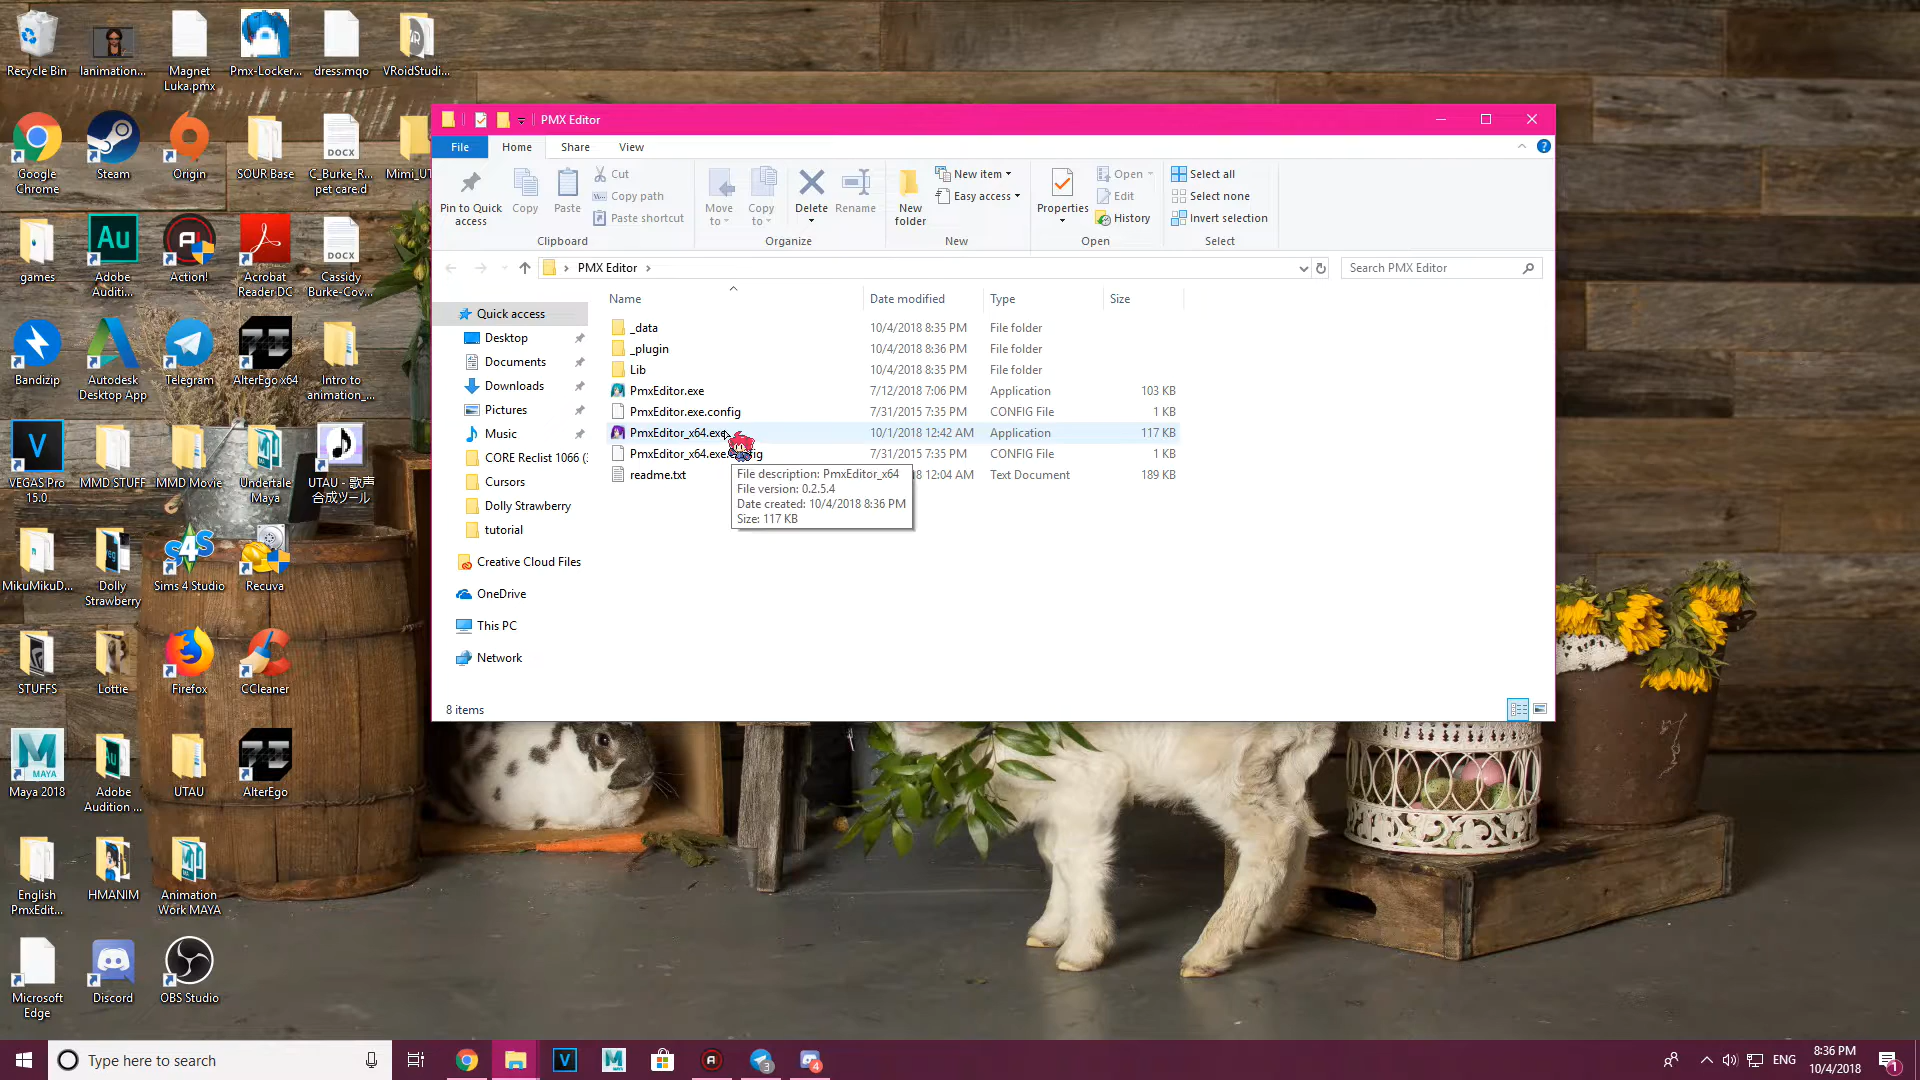 Recycle Bin
lanimation...
Magnet
Luka.pmx
Pmx-Locker...
dress.mqo
VRoidStudi...
Google
Chrome
Steam
Origin
SOUR Base
DOCX
C_Burke_R...
pet care.d
Mimi_UT
games
Au
Adobe
Auditi...
Action!
Acrobat
Reader DC
DOCX
Cassidy
Burke-Cov...
Bandizip
Autodesk
Desktop App
Telegram
AlterEgo x64
Intro to
animation_...
VEGAS Pro
15.0
MMD STUFF
MMD Movie
Undertale
Maya
UTAU - 歌声
合成ツール
MikuMikuD...
Dolly
Strawberry
Sims 4 Studio
Recuva
STUFFS
Lottie
Firefox
CCleaner
MAYA
Maya 2018
Adobe
Audition ...
UTAU
AlterEgo
English
PmxEdit...
HMANIM
Animation
Work MAYA
Microsoft
Edge
Discord
OBS Studio
PMX Editor
File
Home
Share
View
Pin to Quick
access
Copy
Paste
Cut
Copy path
Paste shortcut
Clipboard
Move
to
Copy
to
Delete
Rename
Organize
New
folder
New item
Easy access
New
Properties
Open
Edit
History
Open
Select all
Select none
Invert selection
Select
PMX Editor
Search PMX Editor
Name
Date modified
Type
Size
_data 10/4/2018 8:35 PM File folder
_plugin 10/4/2018 8:36 PM File folder
Lib 10/4/2018 8:35 PM File folder
PmxEditor.exe 7/12/2018 7:06 PM Application 103 KB
PmxEditor.exe.config 7/31/2015 7:35 PM CONFIG File 1 KB
PmxEditor_x64.exe 10/1/2018 12:42 AM Application 117 KB
PmxEditor_x64.exe. ig 7/31/2015 7:35 PM CONFIG File 1 KB
readme.txt 12:04 AM Text Document 189 KB
File description: PmxEditor_x64
File version: 0.2.5.4
Date created: 10/4/2018 8:36 PM
Size: 117 KB
Quick access
Desktop
Documents
Downloads
Pictures
Music
CORE Reclist 1066 (
Cursors
Dolly Strawberry
tutorial
Creative Cloud Files
OneDrive
This PC
Network
8 items
Type here to search
3
4
ENG
8:36 PM
10/4/2018
1